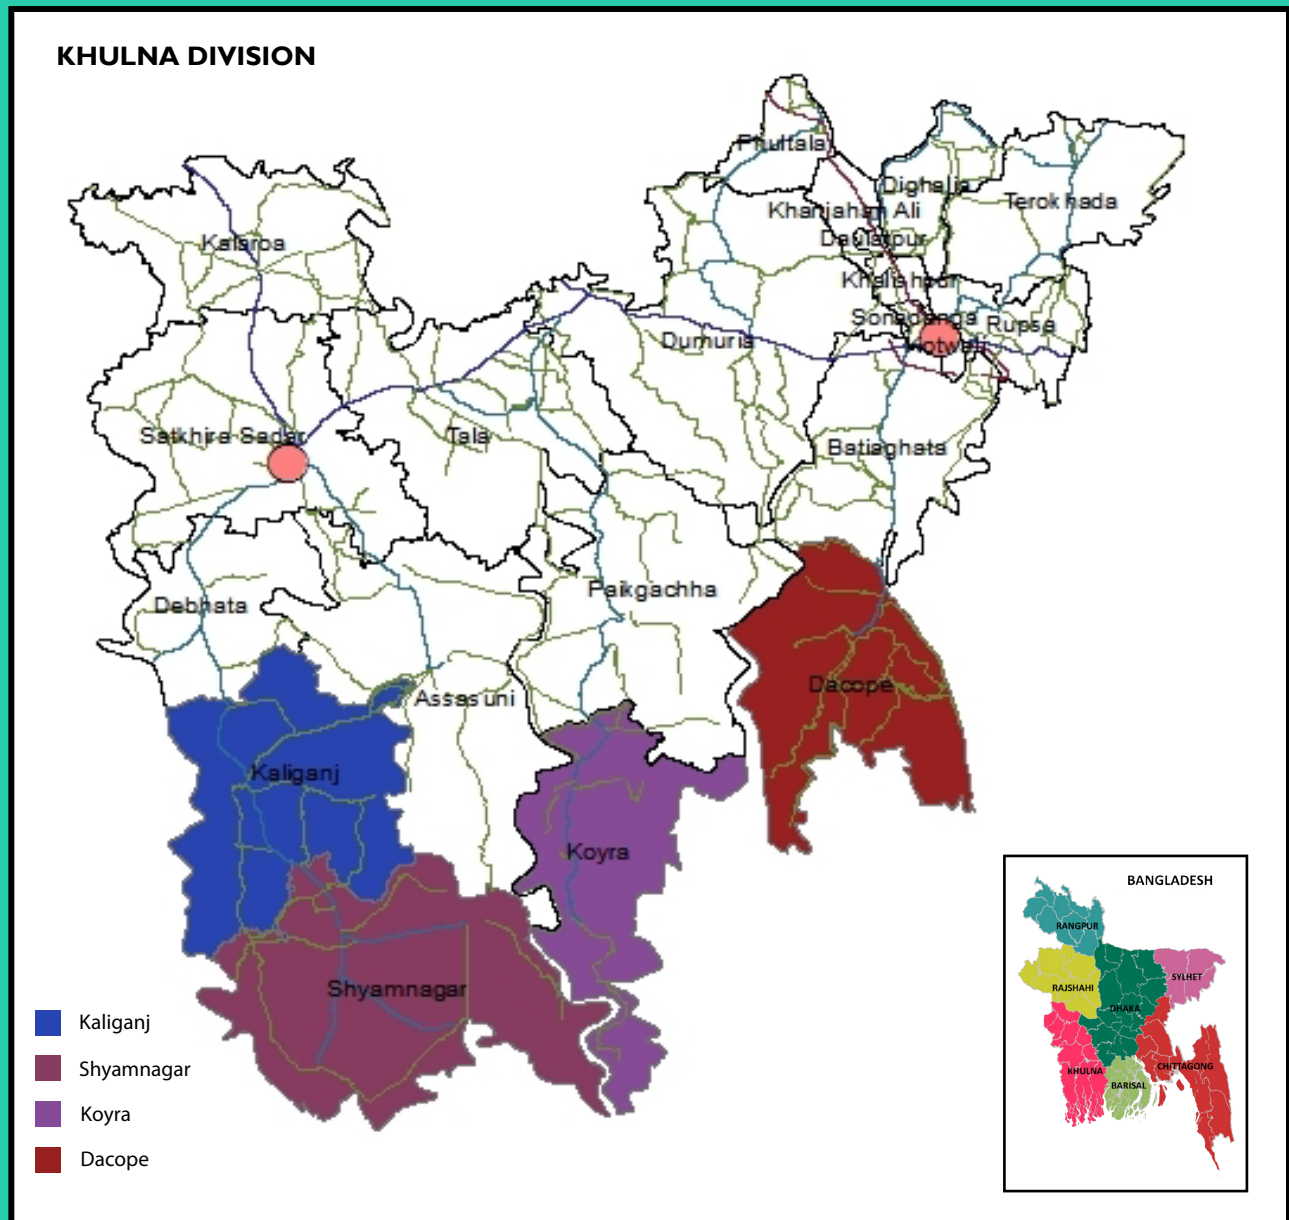 KHULNA DIVISION
Phultala
Dighalia
Terokhada
Khanjahan Ali
Kalaroa
Daulatpur
Khalishpur
Sonadanga
Rupsa
Dumuria
Kotwali
Satkhira Sadar
Tala
Batiaghata
Paikgachha
Debhata
Dacope
Assasuni
Kaliganj
Koyra
Shyamnagar
Kaliganj
Shyamnagar
Koyra
Dacope
BANGLADESH
RANGPUR
SYLHET
RAJSHAHI
DHAKA
KHULNA
CHITTAGONG
BARISAL